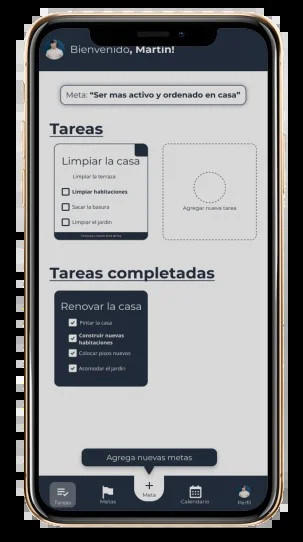 Bienvenido, Martín!
Meta: “Ser mas activo y ordenado en casa”
Tareas
Limpiar la casa
Limpiar la terraza
Limpiar habitaciones
Sacar la basura
Limpiar el jardin
Agregar nueva tarea
Tareas completadas
Renovar la casa
Pintar la casa
Construir nuevas
habitaciones
Colocar pisos nuevos
Acomodar el jardin
Agrega nuevas metas
Tareas
Metas
Meta
Calendario
Perfil